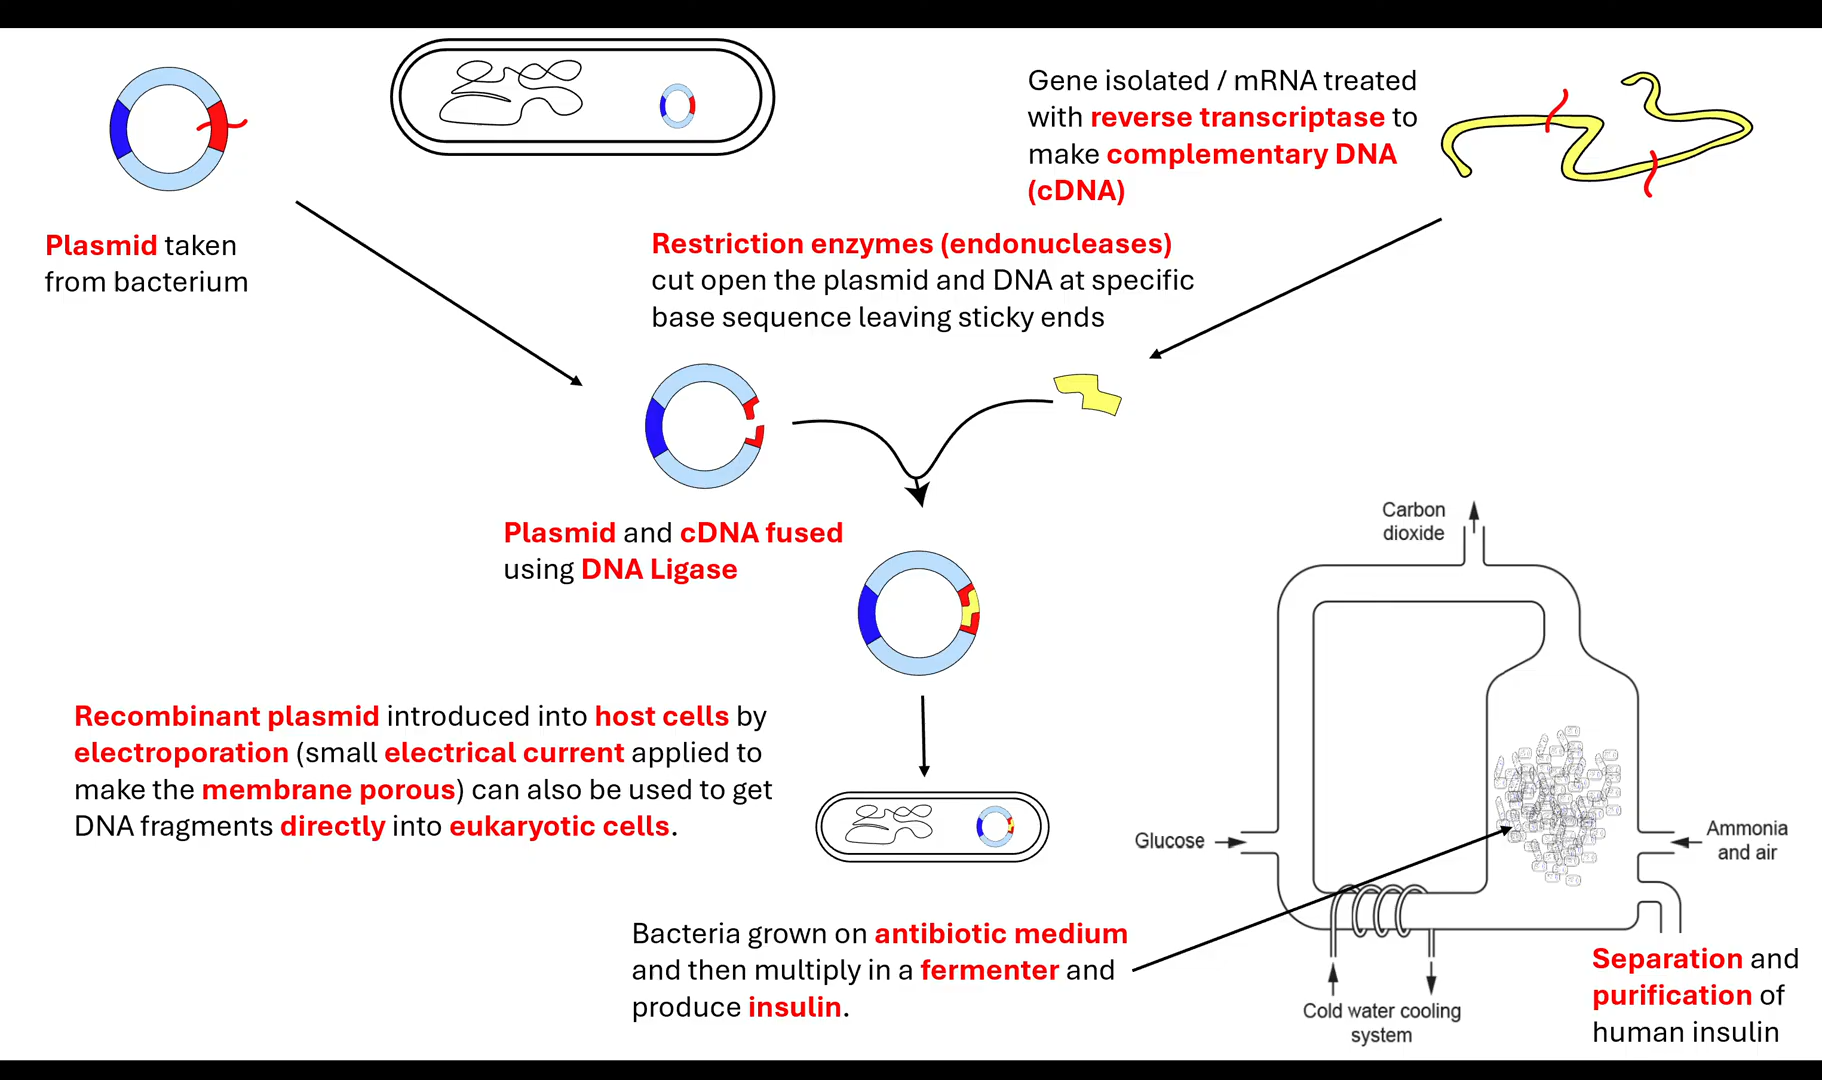 Plasmid taken
from bacterium
Gene isolated / mRNA treated
with reverse transcriptase to
make complementary DNA
(cDNA)
Restriction enzymes (endonucleases)
cut open the plasmid and DNA at specific
base sequence leaving sticky ends
Plasmid and cDNA fused
using DNA Ligase
Recombinant plasmid introduced into host cells by
electroporation (small electrical current applied to
make the membrane porous) can also be used to get
DNA fragments directly into eukaryotic cells.
Bacteria grown on antibiotic medium
and then multiply in a fermenter and
produce insulin.
Carbon
dioxide
Glucose
Ammonia
and air
Cold water cooling
system
Separation and
purification of
human insulin